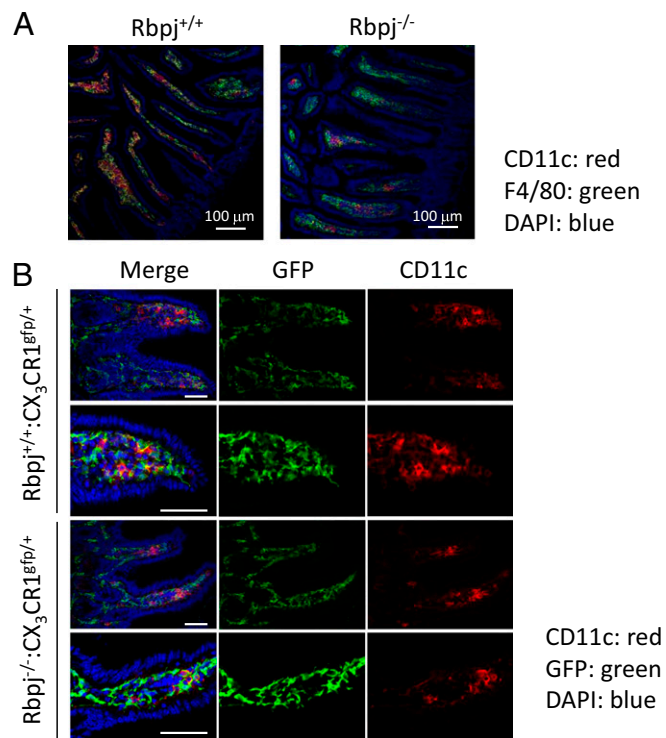 A
Rbpj+/+
Rbpj-/-
100 μm
100 μm
CD11c: red
F4/80: green
DAPI: blue
B
Merge
GFP
CD11c
Rbpj+/+:CX3CR1gfp/+
Rbpj-/-:CX3CR1gfp/+
CD11c: red
GFP: green
DAPI: blue